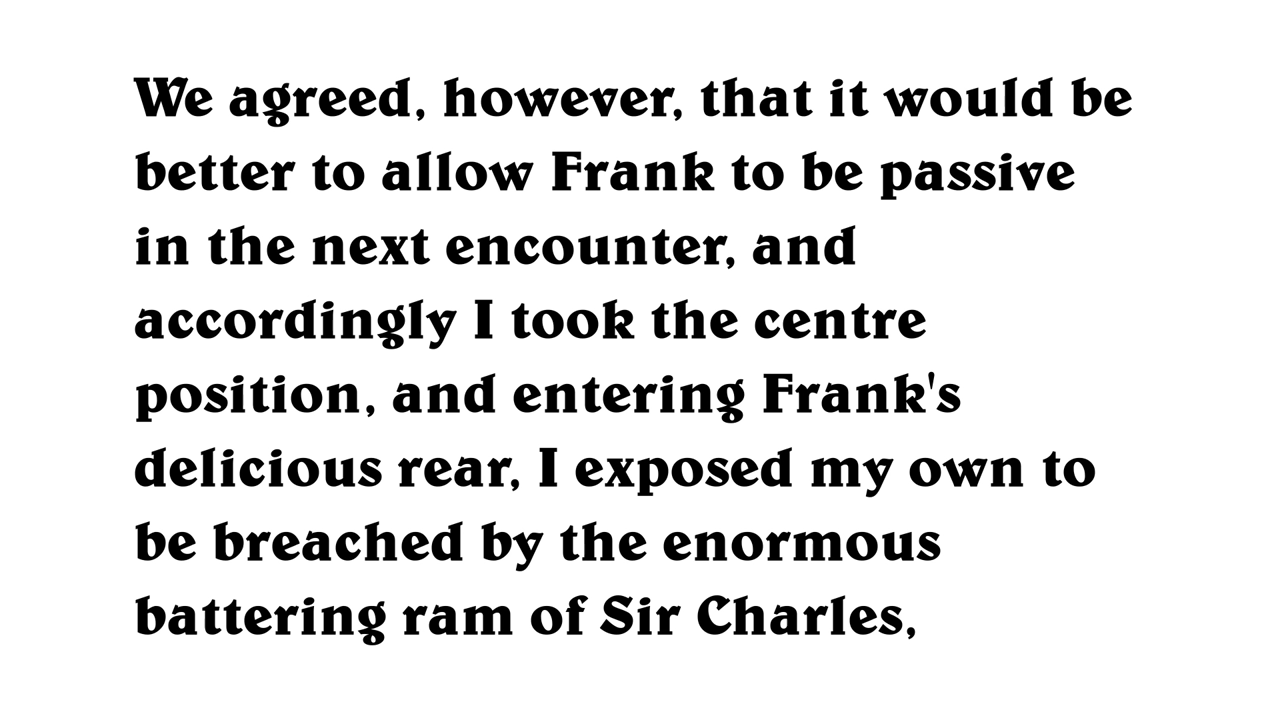 We agreed, however, that it would be
better to allow Frank to be passive
in the next encounter, and
accordingly I took the centre
position, and entering Frank's
delicious rear, I exposed my own to
be breached by the enormous
battering ram of Sir Charles,